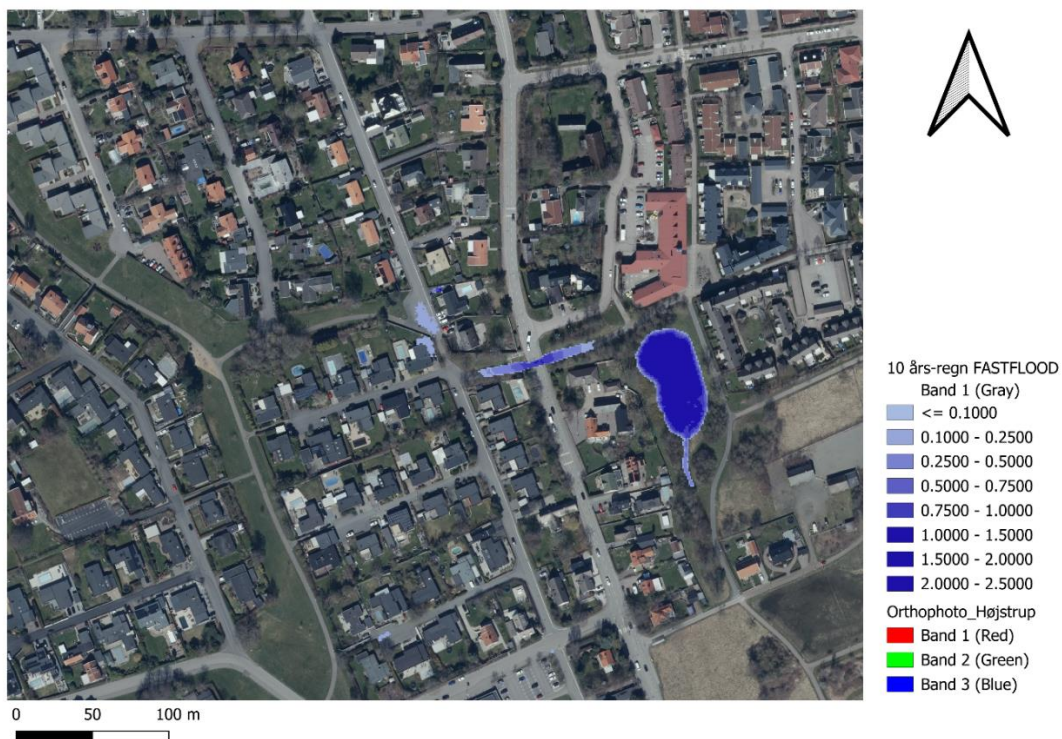 10 års-regn FASTFLOOD
Band 1 (Gray)
<= 0.1000
0.1000 - 0.2500
0.2500 - 0.5000
0.5000 - 0.7500
0.7500 - 1.0000
1.0000 - 1.5000
1.5000 - 2.0000
2.0000 - 2.5000
Orthophoto_Højstrup
Band 1 (Red)
Band 2 (Green)
Band 3 (Blue)
0 50 100 m